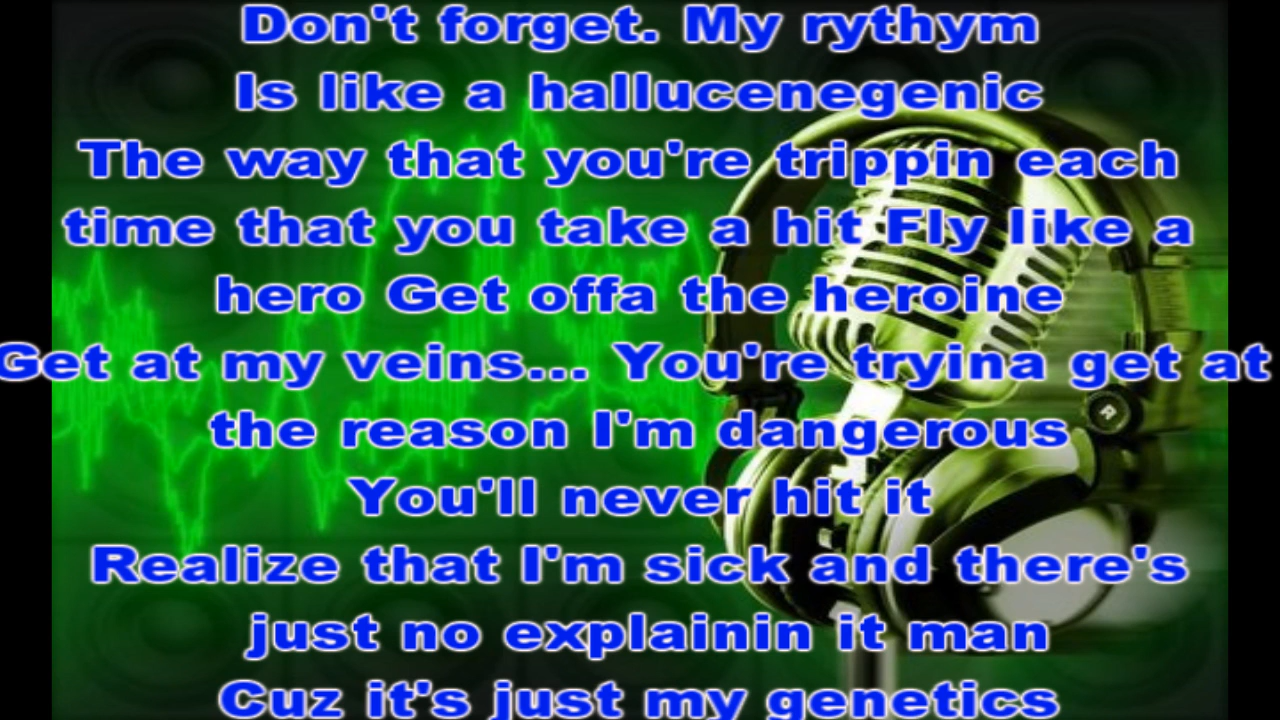 Don't forget. My rythym
Is like a hallucenegenic
The way that you're trippin each
time that you take a hit Fly like a
hero Get offa the heroine
Get at my veins... You're tryina get at
the reason I'm dangerous
You'll never hit it
Realize that I'm sick and there's
just no explainin it man
Cuz it's just my genetics
R